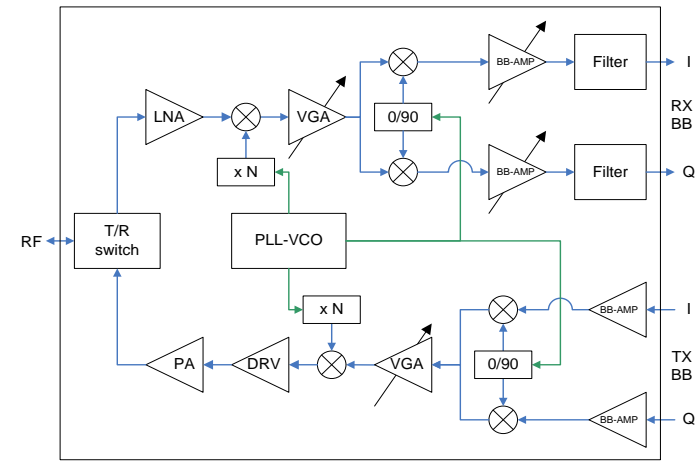 BB-AMP
Filter
I
LNA
VGA
0/90
RX
BB
x N
BB-AMP
Filter
Q
RF
T/R
switch
PLL-VCO
x N
BB-AMP
I
PA
DRV
VGA
0/90
TX
BB
BB-AMP
Q